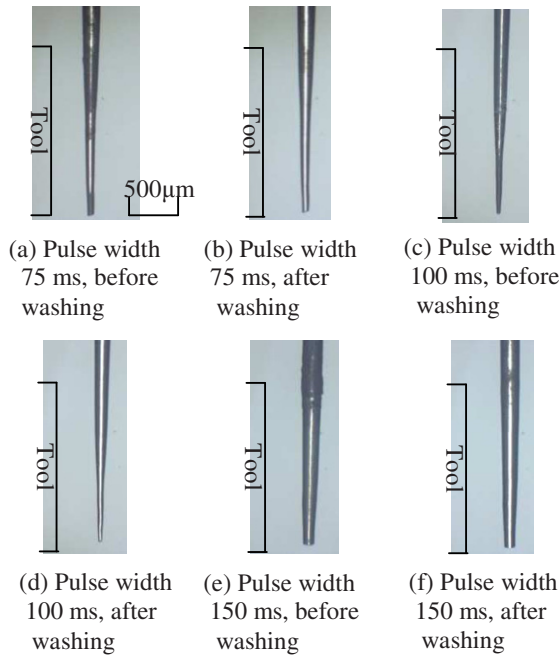 Tool
500μm
Tool
Tool
(a) Pulse width
75 ms, before
washing
(b) Pulse width
75 ms, after
washing
(c) Pulse width
100 ms, before
washing
Tool
Tool
Tool
(d) Pulse width
100 ms, after
washing
(e) Pulse width
150 ms, before
washing
(f) Pulse width
150 ms, after
washing